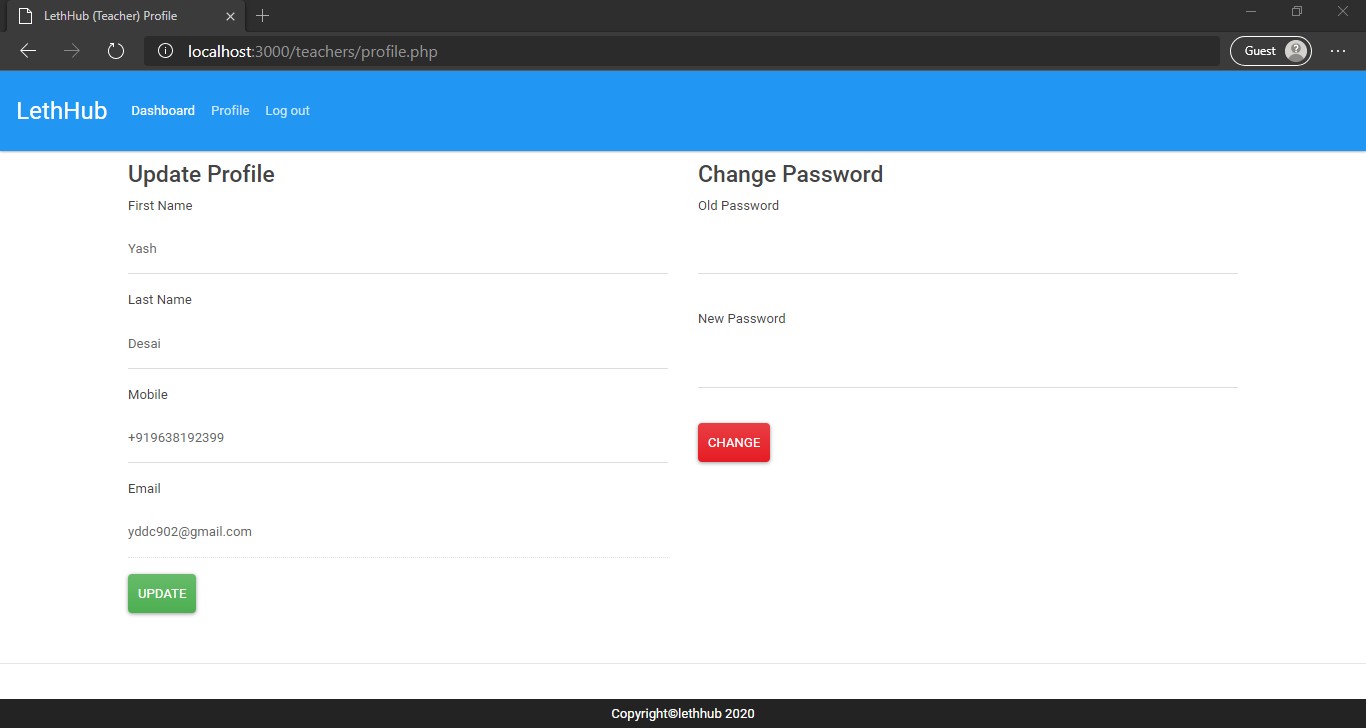 LethHub (Teacher) Profile
localhost:3000/teachers/profile.php
Guest
LethHub Dashboard Profile Log out
Update Profile
First Name
Yash
Last Name
Desai
Mobile
+919638192399
Email
yddc902@gmail.com
UPDATE
Change Password
Old Password
New Password
CHANGE
Copyright©lethhub 2020